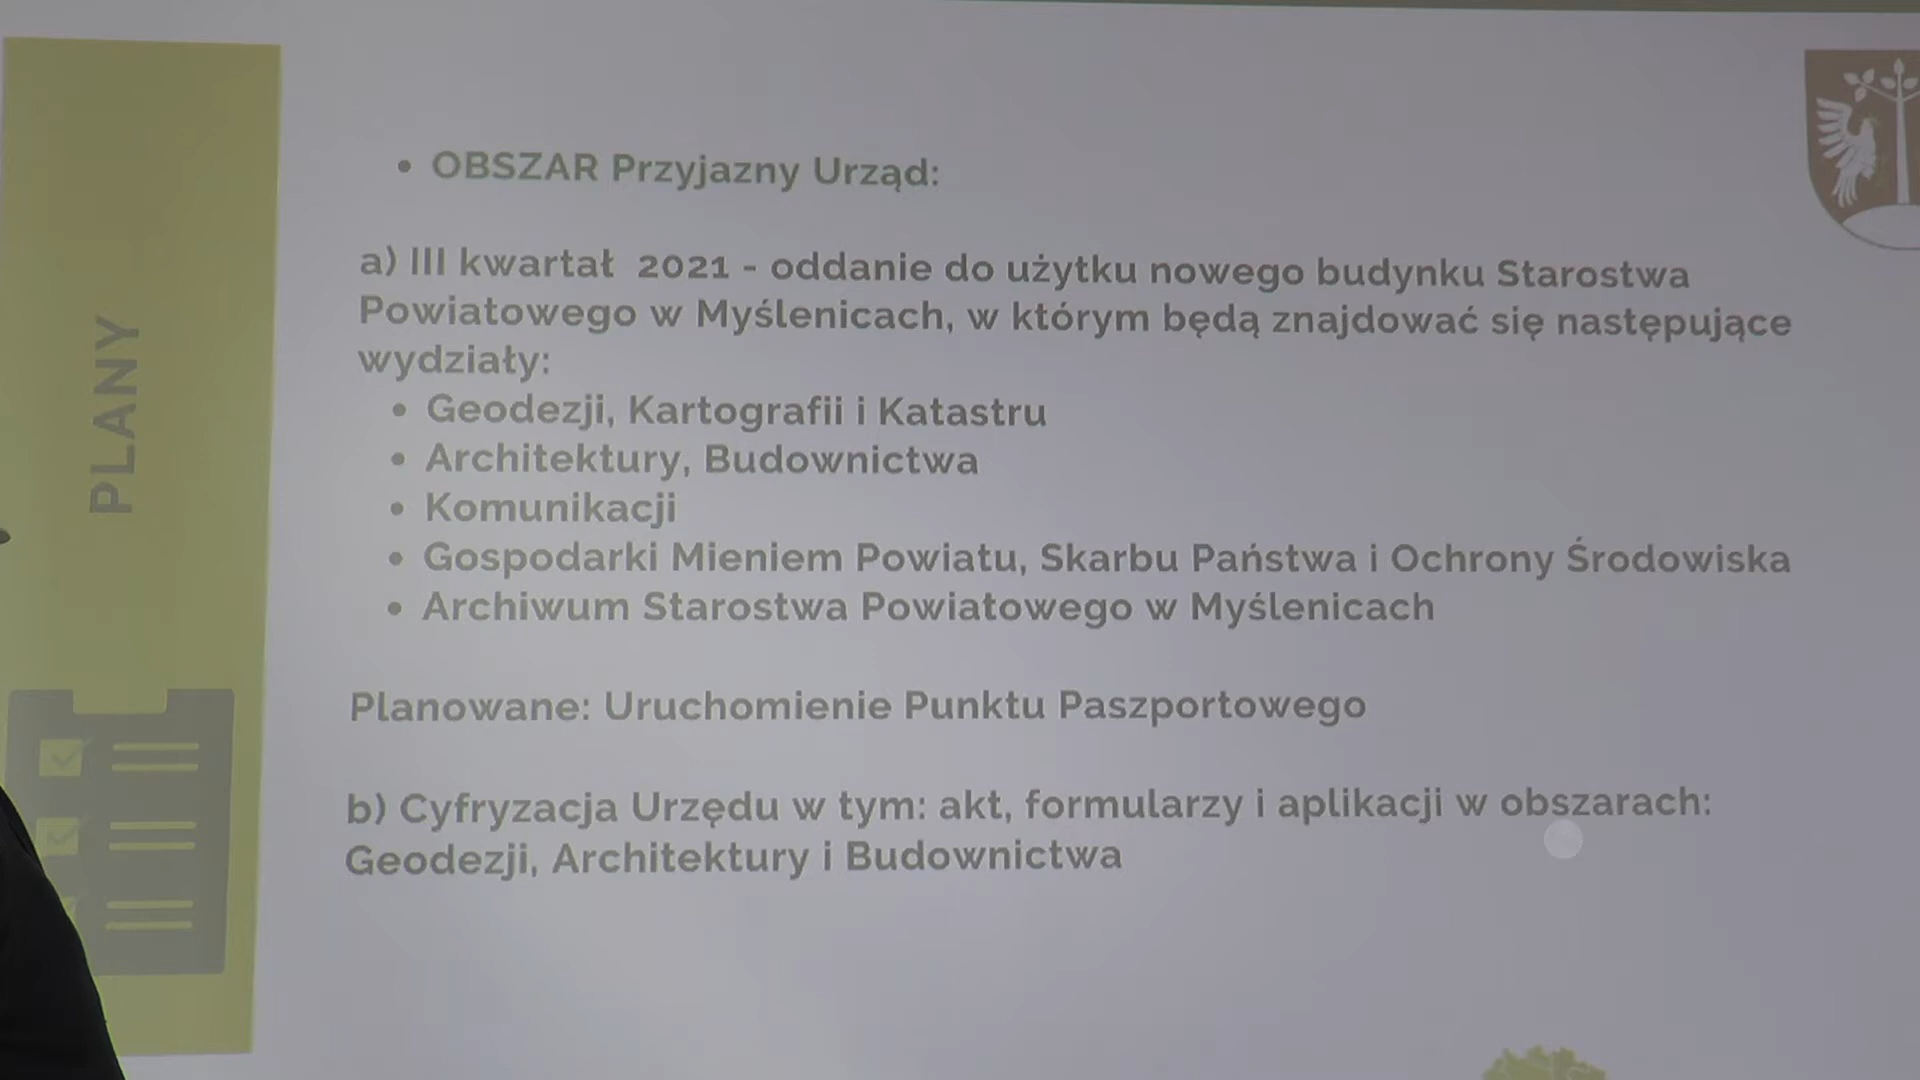 PLANY
• OBSZAR Przyjazny Urząd:
a) III kwartał 2021 - oddanie do użytku nowego budynku Starostwa
Powiatowego w Myślenicach, w którym będą znajdować się następujące
wydziały:
• Geodezji, Kartografii i Katastru
• Architektury, Budownictwa
• Komunikacji
• Gospodarki Mieniem Powiatu, Skarbu Państwa i Ochrony Środowiska
• Archiwum Starostwa Powiatowego w Myślenicach
Planowane: Uruchomienie Punktu Paszportowego
b) Cyfryzacja Urzędu w tym: akt, formularzy i aplikacji w obszarach:
Geodezji, Architektury i Budownictwa